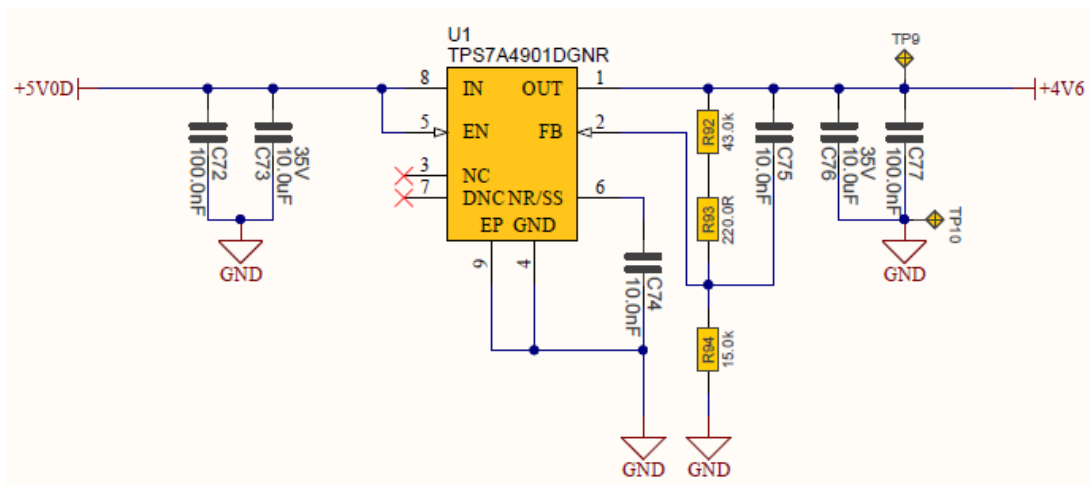 U1
TPS7A4901DGNR
TP9
+5V0D
8
IN
OUT
1
+4V6
5
EN
FB
2
3
NC
7
DNC
NR/SS
6
EP
GND
9
4
C72
100.0nF
C73
10.0uF
35V
GND
C74
10.0nF
R92
43.0k
R93
220.0R
R94
15.0k
C75
10.0nF
C76
10.0uF
35V
C77
100.0nF
TP10
GND
GND
GND